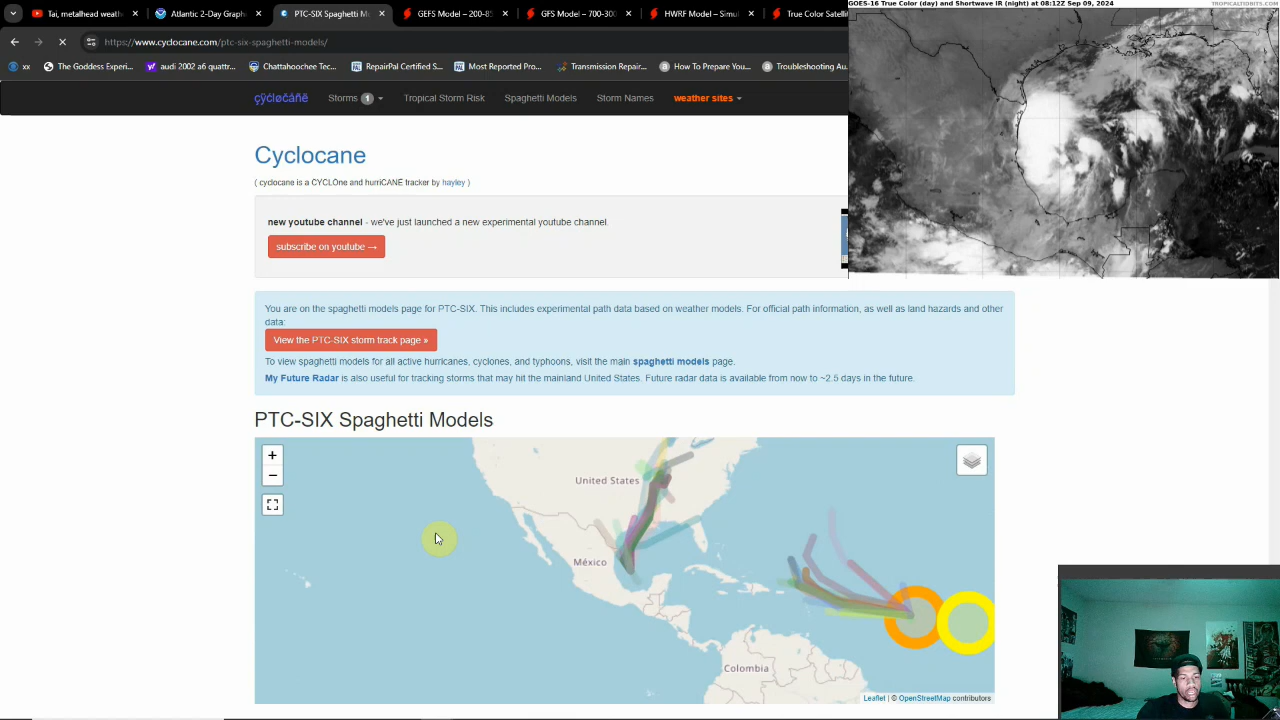 Tai, metalhead weath
Window
Atlantic 2-Day, 7-D
cyclocane
GEFS-LEGACY Model
GFS Model – 700-300
– 700-30(
HWRF Model – Simul
True Color Satellit
GOES-16 True Color (day) and Shortwave IR (night) at 08:12Z Sep 09, 2024
TROPICALTIDBITS.COM
https://www.cyclocane.com/ptc-six-spaghetti-models/
xx
The Goddess Experi...
audi 2002 a6 quattr...
Chattahoochee Tec...
RepairPal Certified S...
Most Reported Pro...
Transmission Repair...
How To Prepare You...
Troubleshooting Au
çÿčløčáñê
Storms 1
Tropical Storm Risk
Spaghetti Models
Storm Names
weather sites
Cyclocane
( cyclocane is a CYCLOne and hurriCANE tracker by hayley )
new youtube channel - we've just launched a new experimental youtube channel.
subscribe on youtube →
You are on the spaghetti models page for PTC-SIX. This includes experimental path data based on weather models. For official path information, as well as land hazards and other
data:
View the PTC-SIX storm track page »
To view spaghetti models for all active hurricanes, cyclones, and typhoons, visit the main spaghetti models page.
My Future Radar is also useful for tracking storms that may hit the mainland United States. Future radar data is available from now to ~2.5 days in the future.
PTC-SIX Spaghetti Models
+
−
United States
México
Colombia
Leaflet | © OpenStreetMap contributors